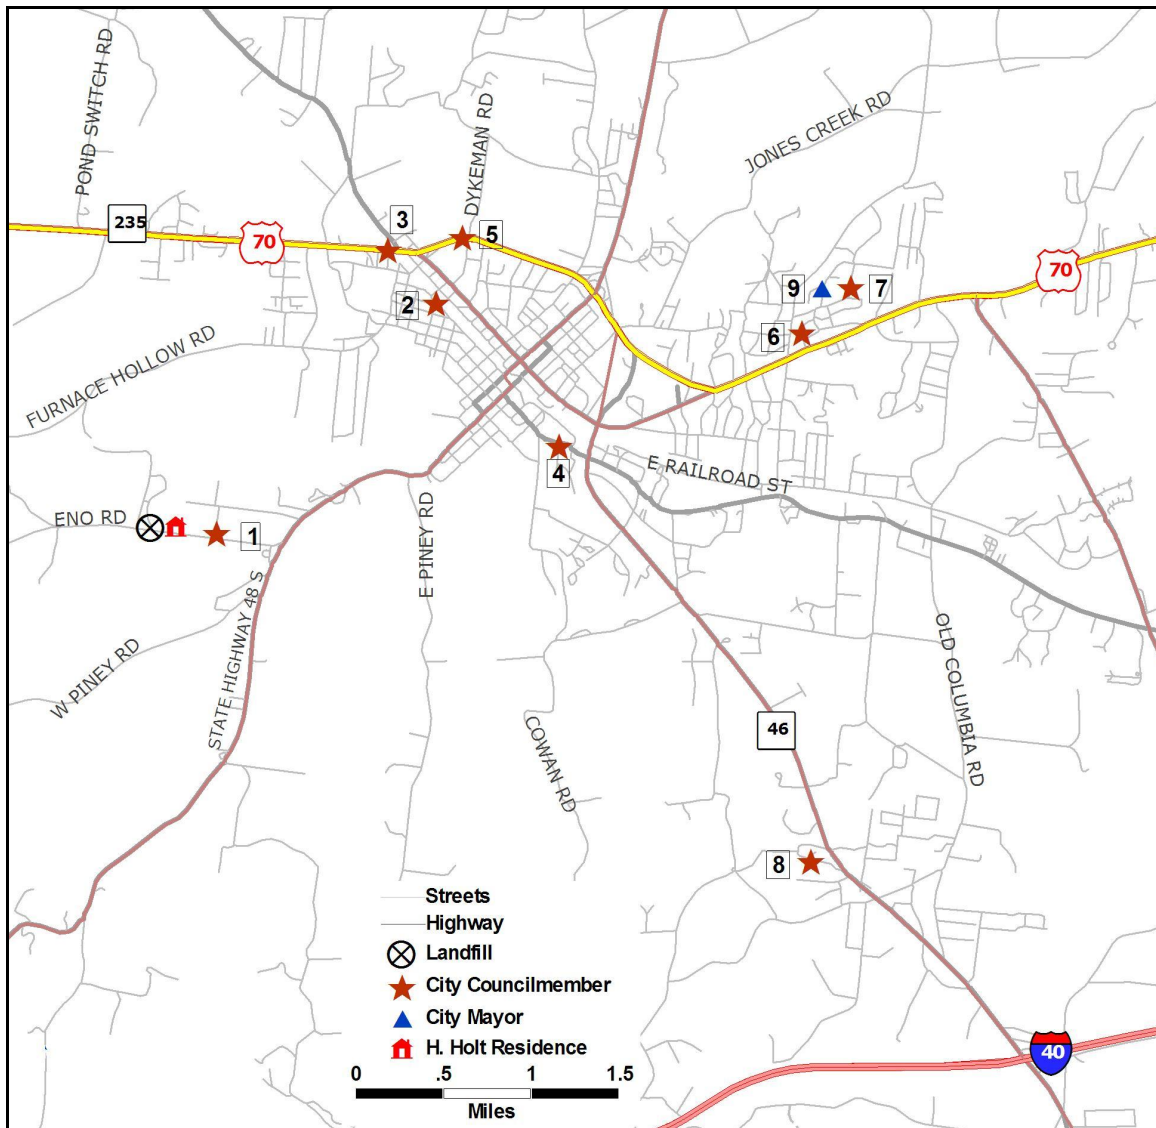 POND SWITCH RD
DYKEMAN RD
JONES CREEK RD
235
70
3
5
70
2
9
7
6
FURNACE HOLLOW RD
4
E RAILROAD ST
ENO RD
1
E PINEY RD
STATE HIGHWAY 48 S
W PINEY RD
OLD COLUMBIA RD
COWAN RD
46
8
Streets
Highway
Landfill
City Councilmember
City Mayor
H. Holt Residence
40
0 .5 1 1.5
Miles